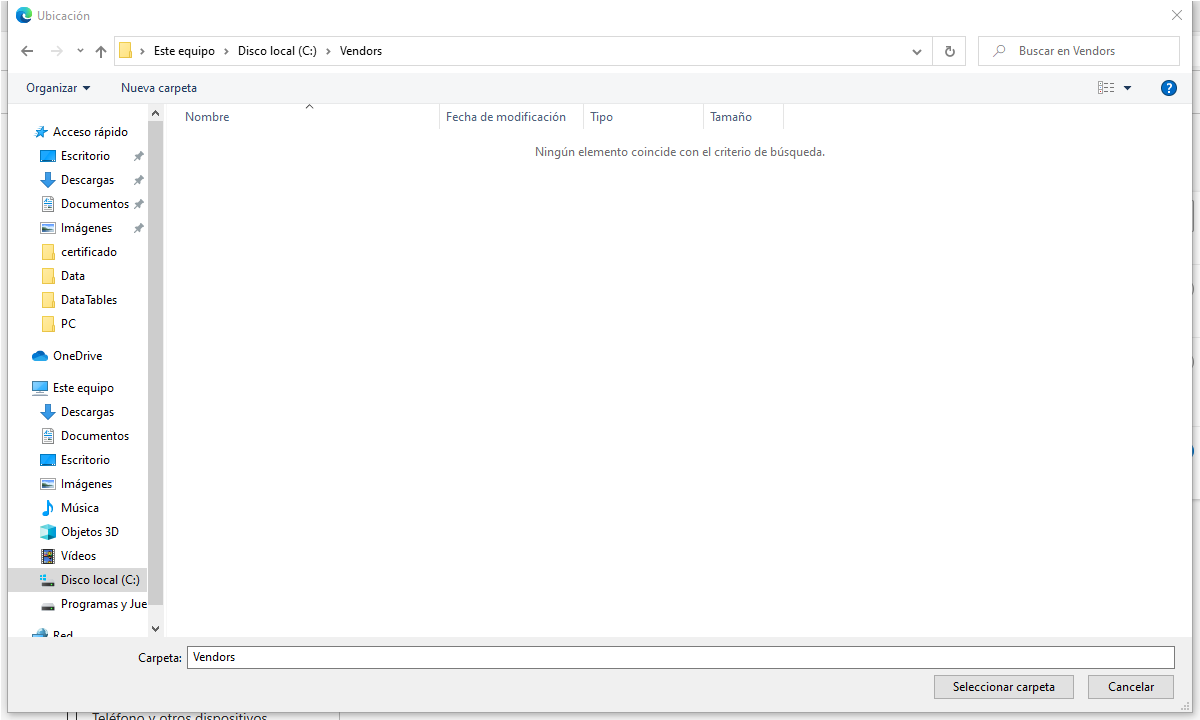 Ubicación
Este equipo > Disco local (C:) > Vendors
Buscar en Vendors
Organizar
Nueva carpeta
Nombre
Fecha de modificación
Tipo
Tamaño
Ningún elemento coincide con el criterio de búsqueda.
Acceso rápido
Escritorio
Descargas
Documentos
Imágenes
certificado
Data
DataTables
PC
OneDrive
Este equipo
Descargas
Documentos
Escritorio
Imágenes
Música
Objetos 3D
Vídeos
Disco local (C:)
Programas y Jue
Red
Carpeta:
Vendors
Seleccionar carpeta
Cancelar
Teléfono y otros dispositivos